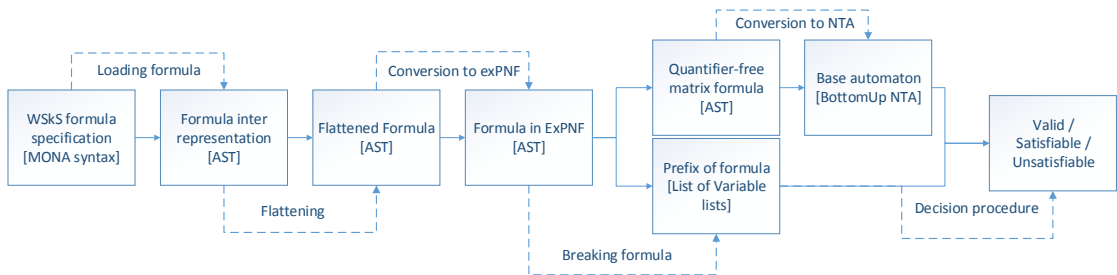 Loading formula
Conversion to exPNF
Conversion to NTA
WSkS formula
specification
[MONA syntax]
Formula inter
representation
[AST]
Flattened Formula
[AST]
Formula in ExPNF
[AST]
Quantifier-free
matrix formula
[AST]
Base automaton
[BottomUp NTA]
Prefix of formula
[List of Variable
lists]
Valid /
Satisfiable /
Unsatisfiable
Flattening
Breaking formula
Decision procedure